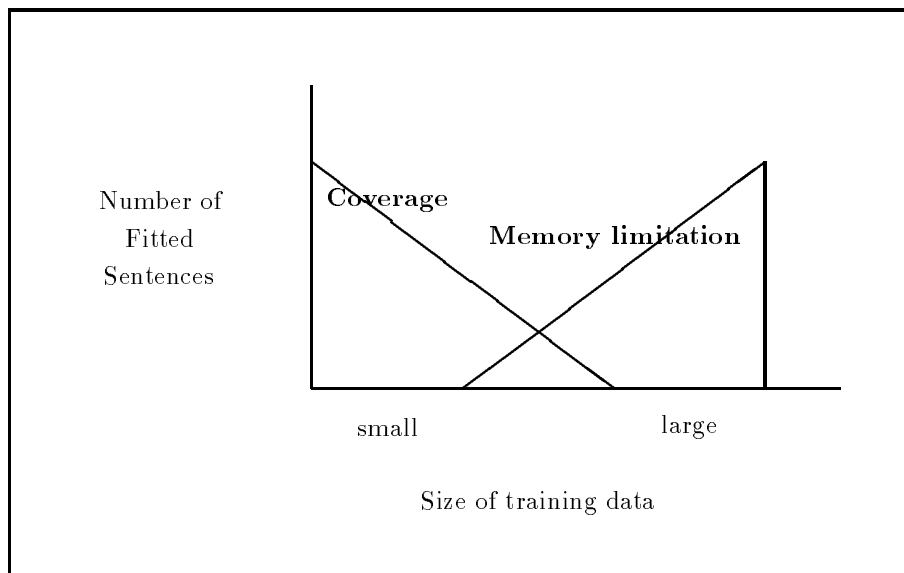 Number of
Fitted
Sentences
Coverage
Memory limitation
small
large
Size of training data